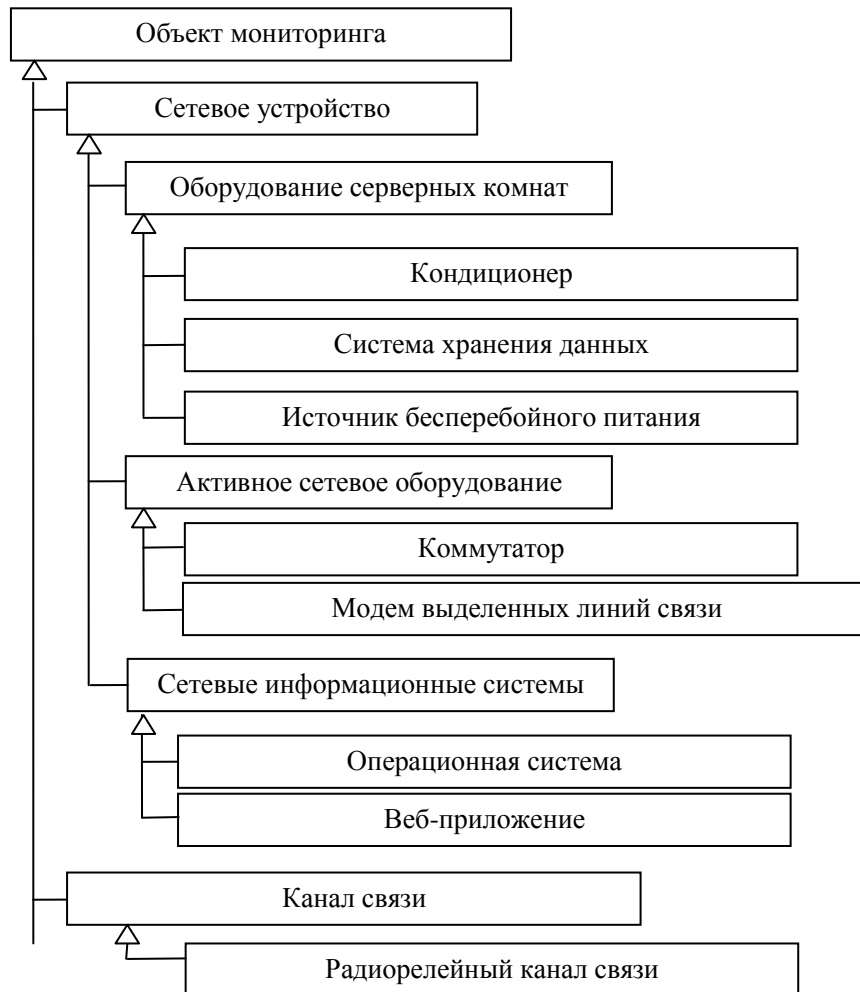 Объект мониторинга
Сетевое устройство
Оборудование серверных комнат
Кондиционер
Система хранения данных
Источник бесперебойного питания
Активное сетевое оборудование
Коммутатор
Модем выделенных линий связи
Сетевые информационные системы
Операционная система
Веб-приложение
Канал связи
Радиорелейный канал связи